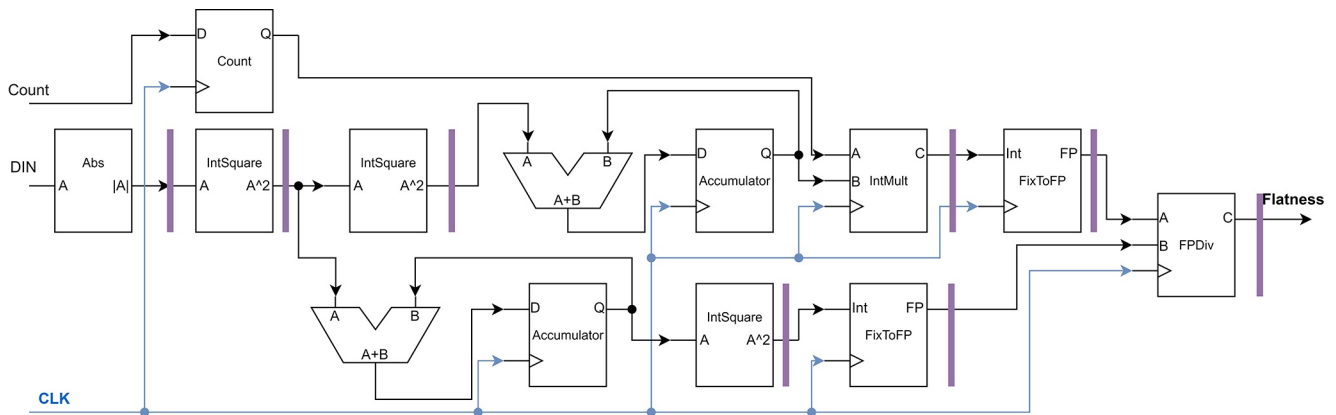 D Q
Count
Count
DIN
Abs
A |A|
IntSquare
A A^2
IntSquare
A A^2
A B
A+B
D Q
Accumulator
A C
B
IntMult
Int FP
FixToFP
Flatness
A C
B FPDiv
A B
A+B
D Q
Accumulator
IntSquare
A A^2
Int FP
FixToFP
CLK